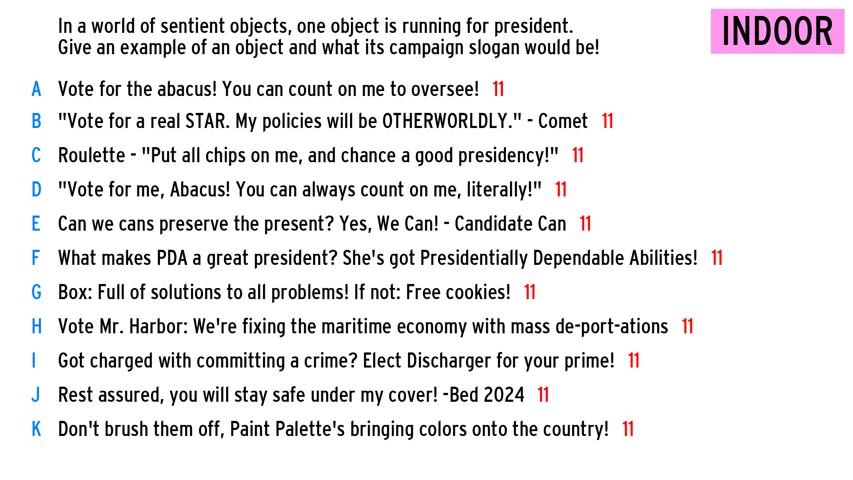 In a world of sentient objects, one object is running for president.
Give an example of an object and what its campaign slogan would be!
INDOOR
A Vote for the abacus! You can count on me to oversee! 11
B "Vote for a real STAR. My policies will be OTHERWORLDLY." - Comet 11
C Roulette - "Put all chips on me, and chance a good presidency!" 11
D "Vote for me, Abacus! You can always count on me, literally!" 11
E Can we cans preserve the present? Yes, We Can! - Candidate Can 11
F What makes PDA a great president? She's got Presidentially Dependable Abilities! 11
G Box: Full of solutions to all problems! If not: Free cookies! 11
H Vote Mr. Harbor: We're fixing the maritime economy with mass de-port-ations 11
I Got charged with committing a crime? Elect Discharger for your prime! 11
J Rest assured, you will stay safe under my cover! -Bed 2024 11
K Don't brush them off, Paint Palette's bringing colors onto the country! 11